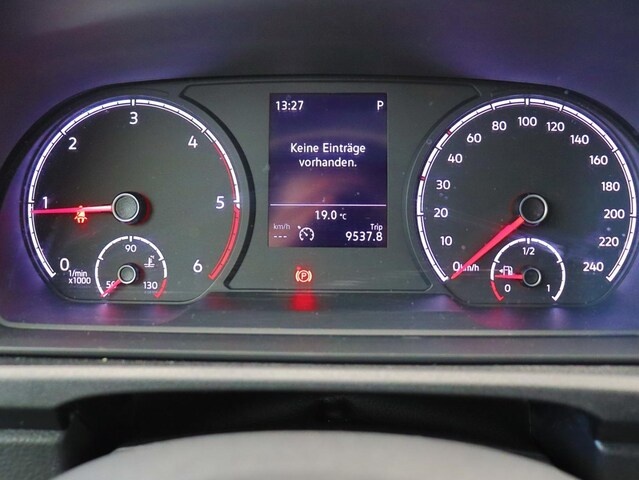 13:27 P
Keine Einträge
vorhanden.
19.0 °C
km/h Trip
--- 9537.8
0 1 2 3 4 5 6
1/min
x1000
50 90 130
P
0 10 20 30 40 60 80 100 120 140 160 180 200 220 240
km/h
0 1/2 1